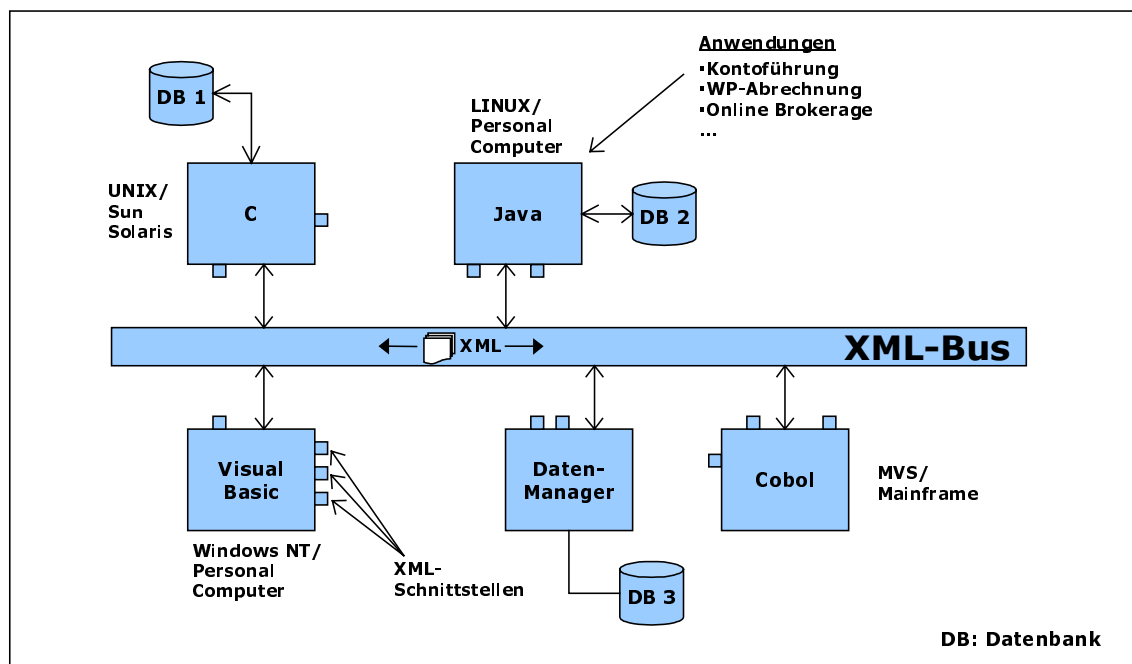 Anwendungen
▪Kontoführung
▪WP-Abrechnung
▪Online Brokerage
...
DB 1
LINUX/
Personal
Computer
UNIX/
Sun
Solaris
C
Java
DB 2
XML
XML-Bus
Visual
Basic
Daten-
Manager
Cobol
MVS/
Mainframe
Windows NT/
Personal
Computer
XML-
Schnittstellen
DB 3
DB: Datenbank